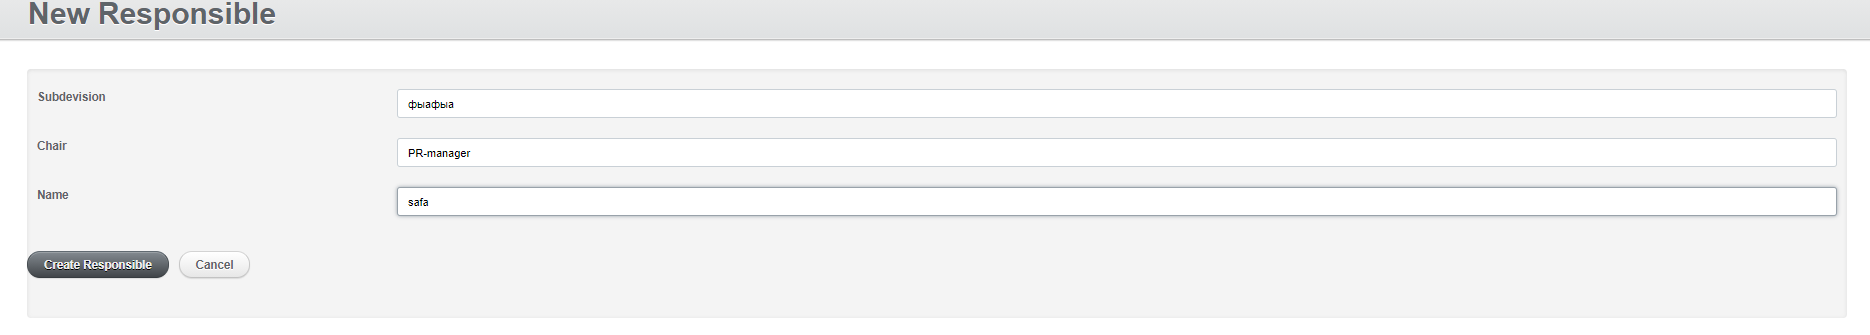 New Responsible
Subdevision
фыафыа
Chair
PR-manager
Name
safa
Create Responsible
Cancel